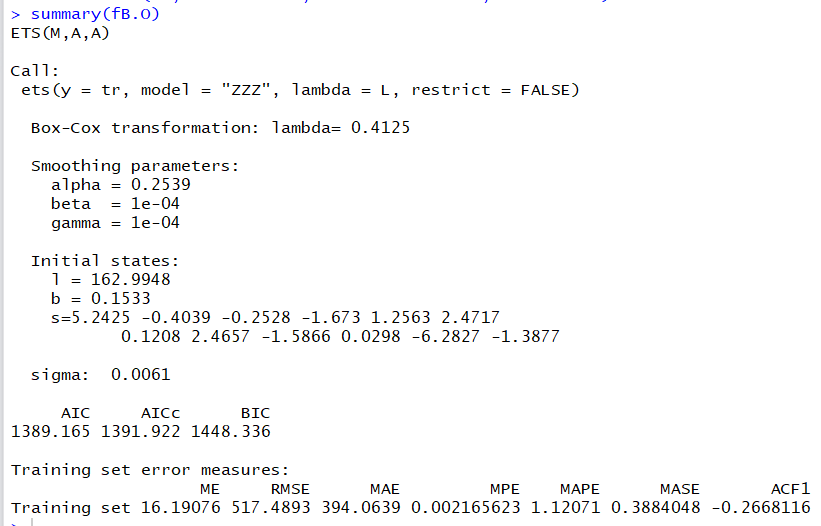 > summary(fB.O)
ETS(M,A,A)
Call:
ets(y = tr, model = "ZZZ", lambda = L, restrict = FALSE)
Box-Cox transformation: lambda= 0.4125
Smoothing parameters:
alpha = 0.2539
beta  = 1e-04
gamma = 1e-04
Initial states:
l = 162.9948
b = 0.1533
s=5.2425 -0.4039 -0.2528 -1.673 1.2563 2.4717
0.1208 2.4657 -1.5866 0.0298 -6.2827 -1.3877
sigma:  0.0061
AIC AICc BIC
1389.165 1391.922 1448.336
Training set error measures:
ME RMSE MAE MPE MAPE MASE ACF1
Training set 16.19076 517.4893 394.0639 0.002165623 1.12071 0.3884048 -0.2668116